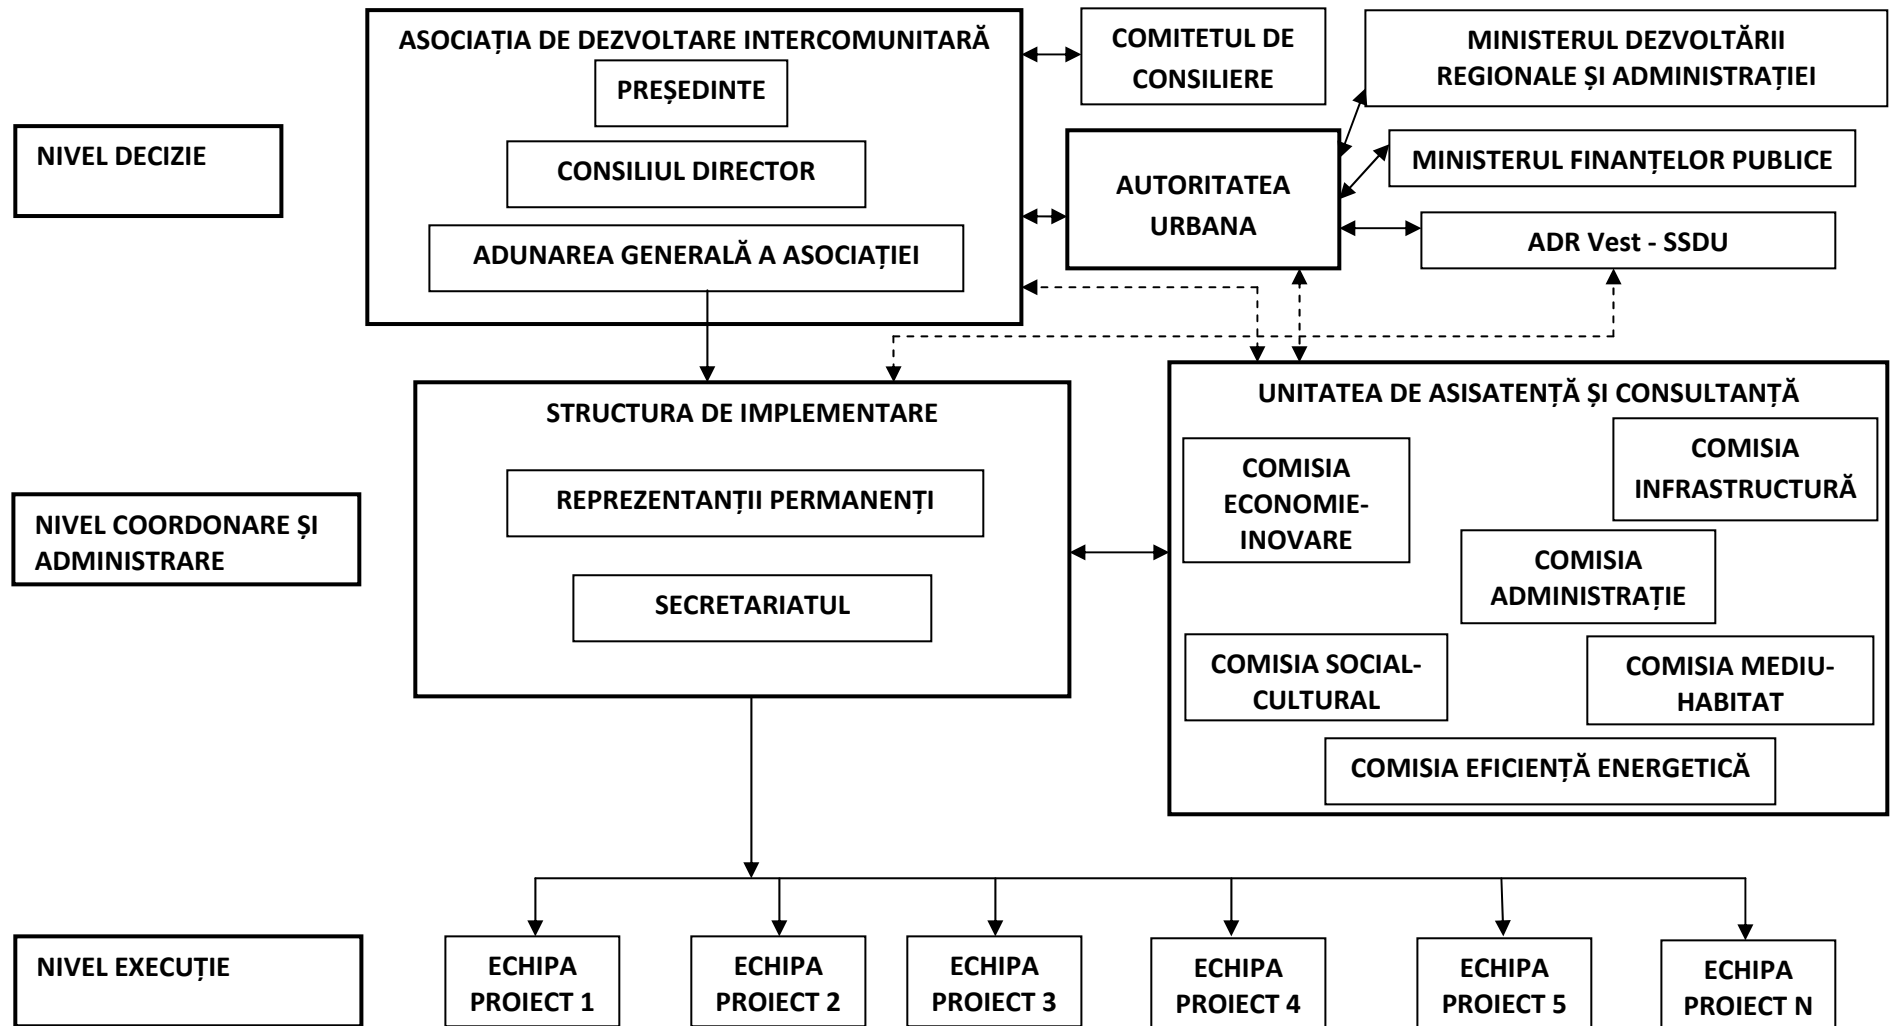 ASOCIAȚIA DE DEZVOLTARE INTERCOMUNITARĂ
PREȘEDINTE
CONSILIUL DIRECTOR
ADUNAREA GENERALĂ A ASOCIAȚIEI
COMITETUL DE
CONSILIERE
MINISTERUL DEZVOLTĂRII
REGIONALE ȘI ADMINISTRAȚIEI
NIVEL DECIZIE
AUTORITATEA
URBANA
MINISTERUL FINANȚELOR PUBLICE
ADR Vest - SSDU
STRUCTURA DE IMPLEMENTARE
REPREZENTANȚII PERMANENȚI
SECRETARIATUL
NIVEL COORDONARE ȘI
ADMINISTRARE
UNITATEA DE ASISATENȚĂ ȘI CONSULTANȚĂ
COMISIA
ECONOMIE-
INOVARE
COMISIA
INFRASTRUCTURĂ
COMISIA
ADMINISTRAȚIE
COMISIA SOCIAL-
CULTURAL
COMISIA MEDIU-
HABITAT
COMISIA EFICIENȚĂ ENERGETICĂ
NIVEL EXECUȚIE
ECHIPA
PROIECT 1
ECHIPA
PROIECT 2
ECHIPA
PROIECT 3
ECHIPA
PROIECT 4
ECHIPA
PROIECT 5
ECHIPA
PROIECT N